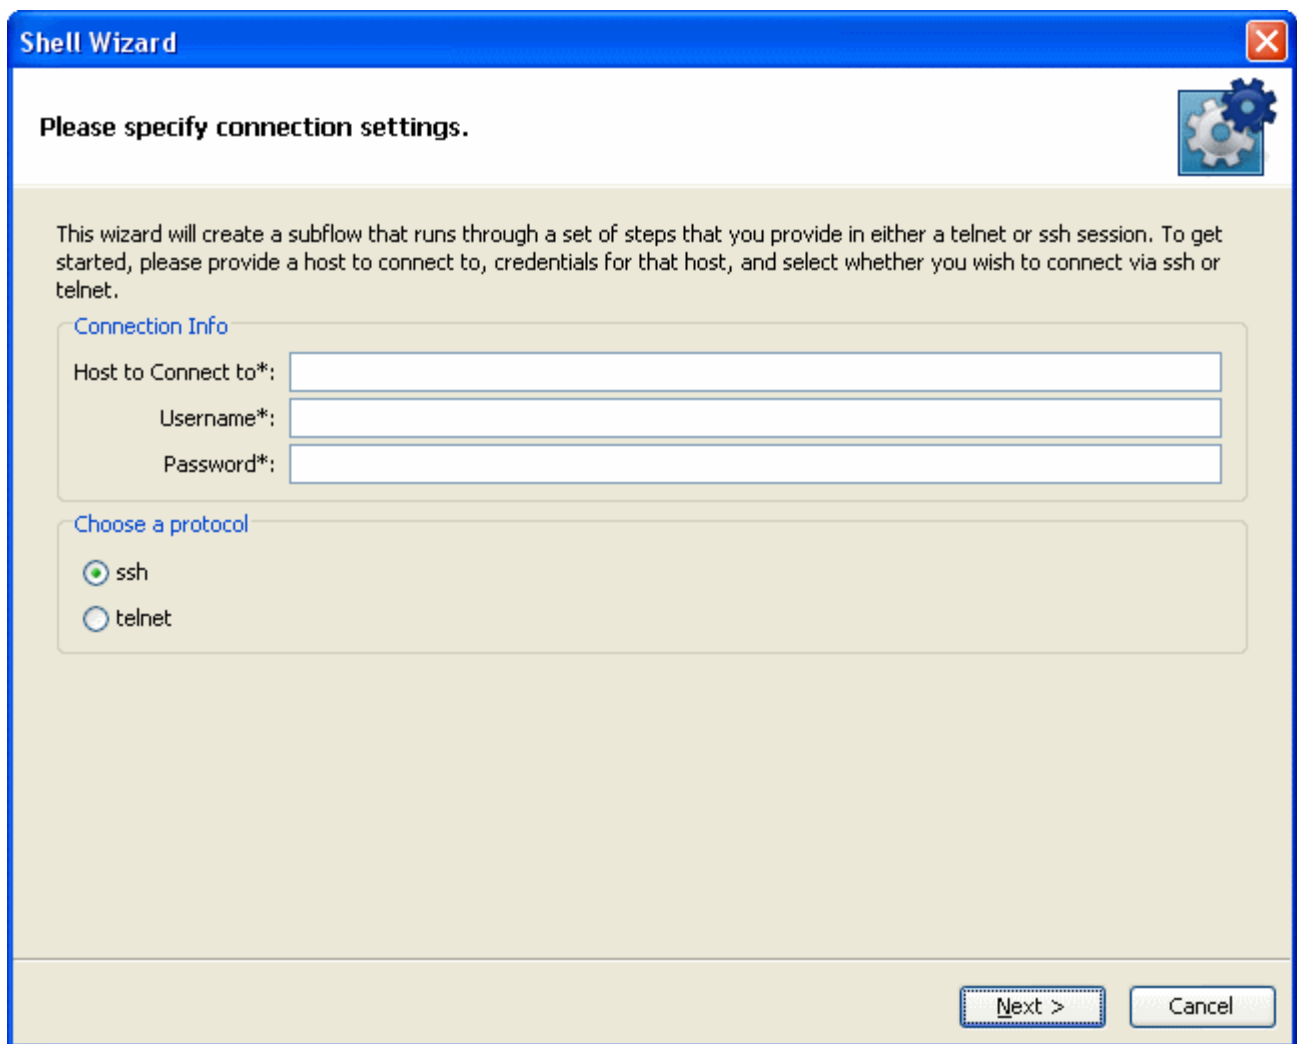 Shell Wizard
Please specify connection settings.
This wizard will create a subflow that runs through a set of steps that you provide in either a telnet or ssh session. To get
started, please provide a host to connect to, credentials for that host, and select whether you wish to connect via ssh or
telnet.
Connection Info
Host to Connect to*:
Username*:
Password*:
Choose a protocol
ssh
telnet
Next >
Cancel